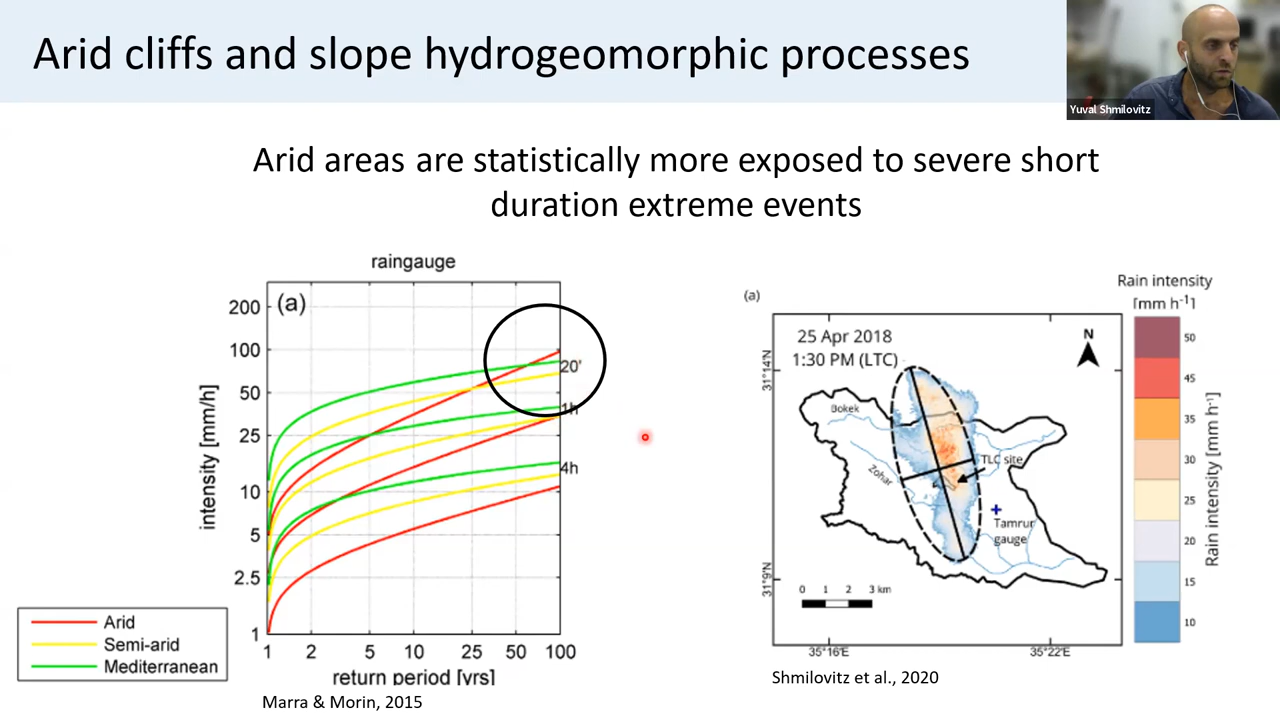 Arid cliffs and slope hydrogeomorphic processes
Yuval Shmilovitz
Arid areas are statistically more exposed to severe short
duration extreme events
raingauge
(a)
intensity [mm/h]
200
100
50
25
10
5
2.5
1
20'
1h
4h
1 2 5 10 25 50 100
return period [yrs]
Arid
Semi-arid
Mediterranean
Marra & Morin, 2015
(a)
25 Apr 2018
1:30 PM (LTC)
N
31°14'N
31°9'N
Bokek
Zohar
TLC site
Tamrur
gauge
0 1 2 3 km
35°16'E 35°22'E
Rain intensity
[mm h⁻¹]
50
45
35
30
25
20
15
10
Rain intensity [mm h⁻¹]
Shmilovitz et al., 2020